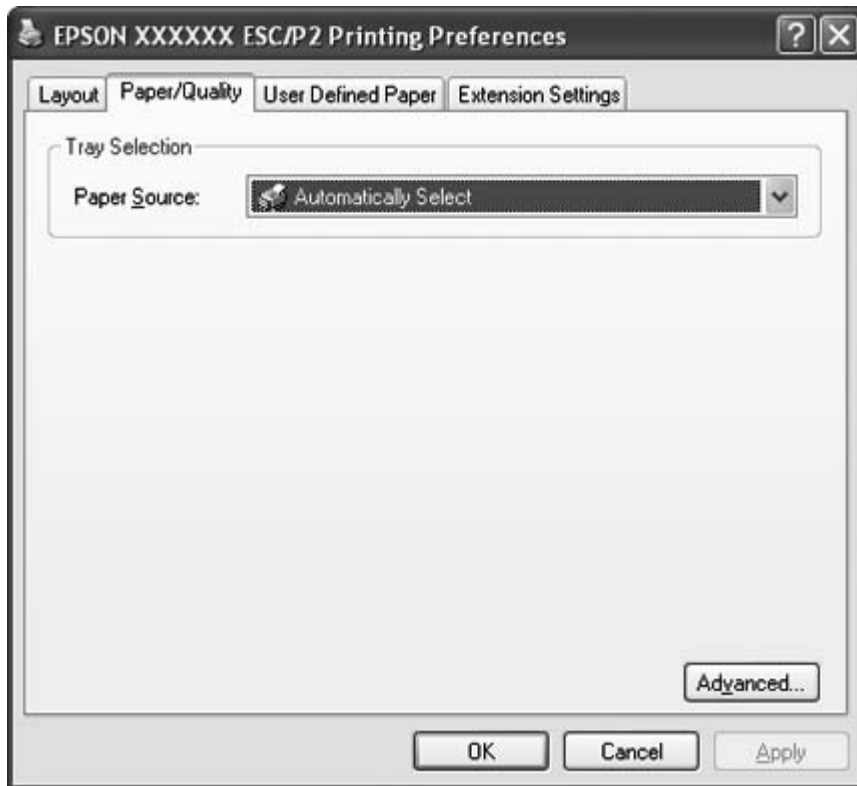 EPSON XXXXXX ESC/P2 Printing Preferences
Layout Paper/Quality User Defined Paper Extension Settings
Tray Selection
Paper Source: Automatically Select
Advanced...
OK Cancel Apply